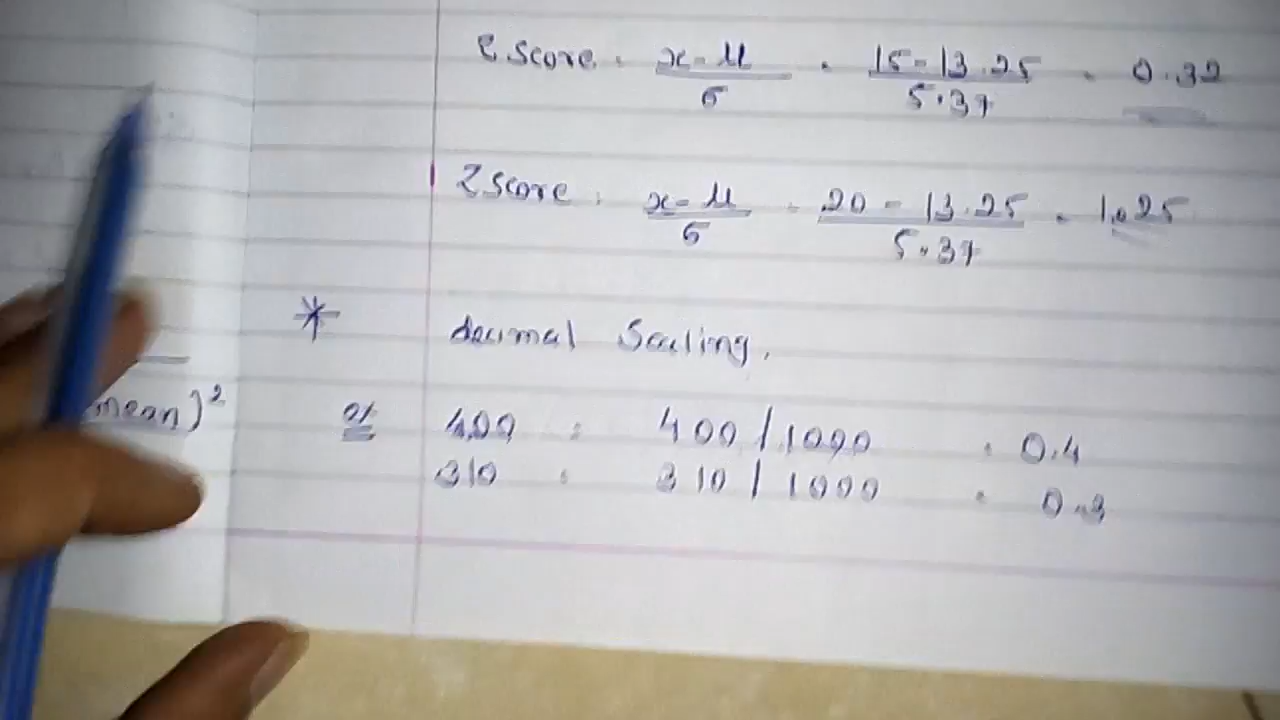 Z Score = x - μ / σ = 15 - 13.25 / 5.37 = 0.32
Z Score = x - μ / σ = 20 - 13.25 / 5.37 = 1.25
* decimal Scaling.
mean)²
400 = 400 / 1000 = 0.4
310 = 310 / 1000 = 0.3